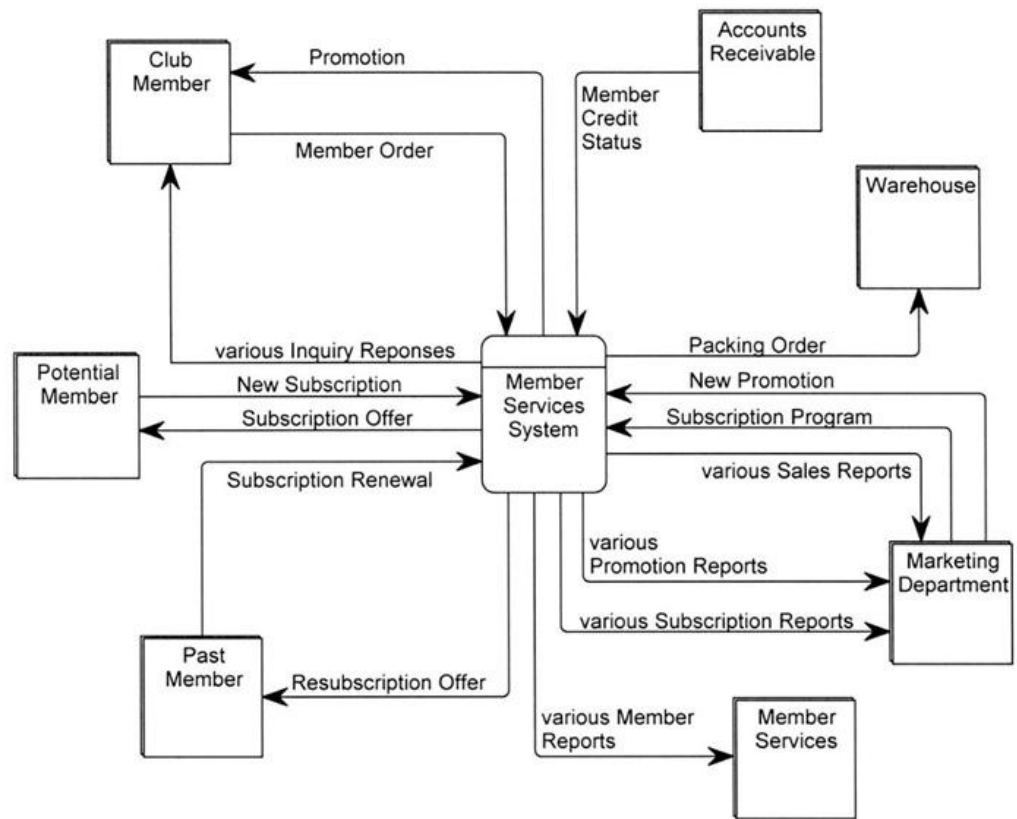 Club
Member
Promotion
Accounts
Receivable
Member
Credit
Status
Member Order
Warehouse
various Inquiry Reponses
Packing Order
Potential
Member
New Subscription
Member
Services
System
New Promotion
Subscription Offer
Subscription Program
Subscription Renewal
various Sales Reports
various
Promotion Reports
Marketing
Department
various Subscription Reports
Past
Member
Resubscription Offer
various Member
Reports
Member
Services